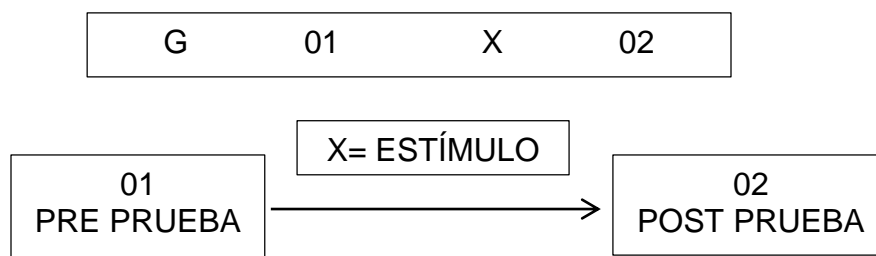 G 01 X 02
X= ESTÍMULO
01
PRE PRUEBA
02
POST PRUEBA